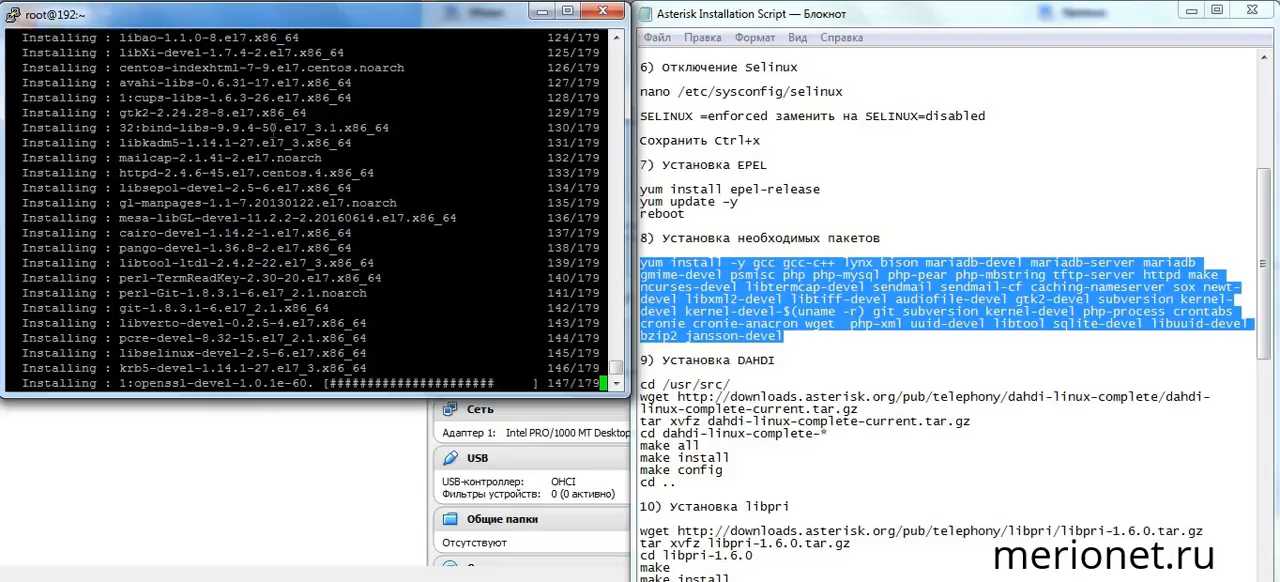 root@192:~
Installing : libao-1.1.0-8.el7.x86_64 124/179
Installing : libXi-devel-1.7.4-2.el7.x86_64 125/179
Installing : centos-indexhtml-7-9.el7.centos.noarch 126/179
Installing : avahi-libs-0.6.31-17.el7.x86_64 127/179
Installing : 1:cups-libs-1.6.3-26.el7.x86_64 128/179
Installing : gtk2-2.24.28-8.el7.x86_64 129/179
Installing : 32:bind-libs-9.9.4-50.el7_3.1.x86_64 130/179
Installing : libkadm5-1.14.1-27.el7_3.x86_64 131/179
Installing : mailcap-2.1.41-2.el7.noarch 132/179
Installing : httpd-2.4.6-45.el7.centos.4.x86_64 133/179
Installing : libsepol-devel-2.5-6.el7.x86_64 134/179
Installing : gl-manpages-1.1-7.20130122.el7.noarch 135/179
Installing : mesa-libGL-devel-11.2.2-2.20160614.el7.x86_64 136/179
Installing : cairo-devel-1.14.2-1.el7.x86_64 137/179
Installing : pango-devel-1.36.8-2.el7.x86_64 138/179
Installing : libtool-ltdl-2.4.2-22.el7_3.x86_64 139/179
Installing : perl-TermReadKey-2.30-20.el7.x86_64 140/179
Installing : perl-Git-1.8.3.1-6.el7_2.1.noarch 141/179
Installing : git-1.8.3.1-6.el7_2.1.x86_64 142/179
Installing : libverto-devel-0.2.5-4.el7.x86_64 143/179
Installing : pcre-devel-8.32-15.el7_2.1.x86_64 144/179
Installing : libselinux-devel-2.5-6.el7.x86_64 145/179
Installing : krb5-devel-1.14.1-27.el7_3.x86_64 146/179
Installing : 1:openssl-devel-1.0.1e-60. [###################### ] 147/179
Сеть
Адаптер 1: Intel PRO/1000 MT Desktop
USB
USB-контроллер: OHCI
Фильтры устройств: 0 (0 активно)
Общие папки
Отсутствуют
Asterisk Installation Script — Блокнот
Файл Правка Формат Вид Справка
6) Отключение Selinux
nano /etc/sysconfig/selinux
SELINUX =enforced заменить на SELINUX=disabled
Сохранить Ctrl+x
7) Установка EPEL
yum install epel-release
yum update –y
reboot
8) Установка необходимых пакетов
yum install -y gcc gcc-c++ lynx bison mariadb-devel mariadb-server mariadb
gmime-devel psmisc php php-mysql php-pear php-mbstring tftp-server httpd make
ncurses-devel libtermcap-devel sendmail sendmail-cf caching-nameserver sox newt-
devel libxml2-devel libtiff-devel audiofile-devel gtk2-devel subversion kernel-
devel kernel-devel-$(uname -r) git subversion kernel-devel php-process crontabs
cronie cronie-anacron wget  php-xml uuid-devel libtool sqlite-devel libuuid-devel
bzip2 jansson-devel
9) Установка DAHDI
cd /usr/src/
wget http://downloads.asterisk.org/pub/telephony/dahdi-linux-complete/dahdi-
linux-complete-current.tar.gz
tar xvfz dahdi-linux-complete-current.tar.gz
cd dahdi-linux-complete-*
make all
make install
make config
cd ..
10) Установка libpri
wget http://downloads.asterisk.org/pub/telephony/libpri/libpri-1.6.0.tar.gz
tar xvfz libpri-1.6.0.tar.gz
cd libpri-1.6.0
make
make install
merionet.ru